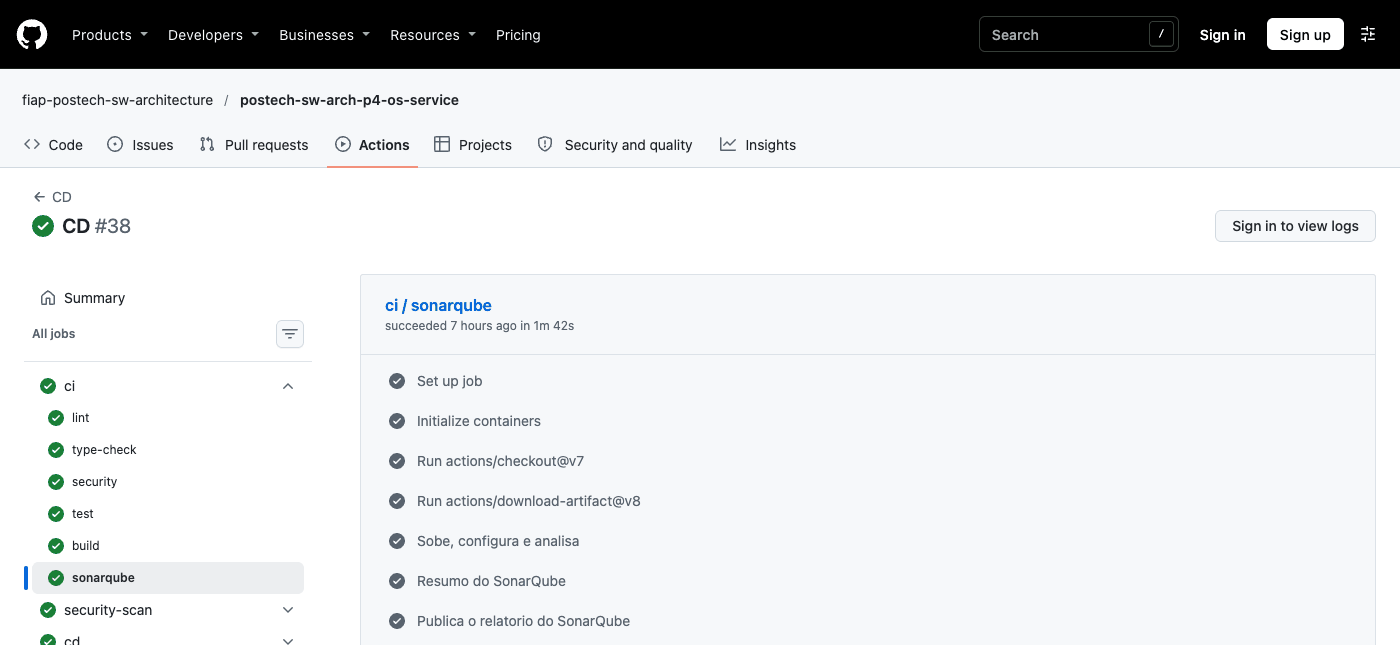 Products Developers Businesses Resources Pricing Search / Sign in Sign up
fiap-postech-sw-architecture / postech-sw-arch-p4-os-service
Code Issues Pull requests Actions Projects Security and quality Insights
CD
CD #38
Sign in to view logs
Summary
All jobs
ci
lint
type-check
security
test
build
sonarqube
security-scan
cd
ci / sonarqube
succeeded 7 hours ago in 1m 42s
Set up job
Initialize containers
Run actions/checkout@v7
Run actions/download-artifact@v8
Sobe, configura e analisa
Resumo do SonarQube
Publica o relatorio do SonarQube